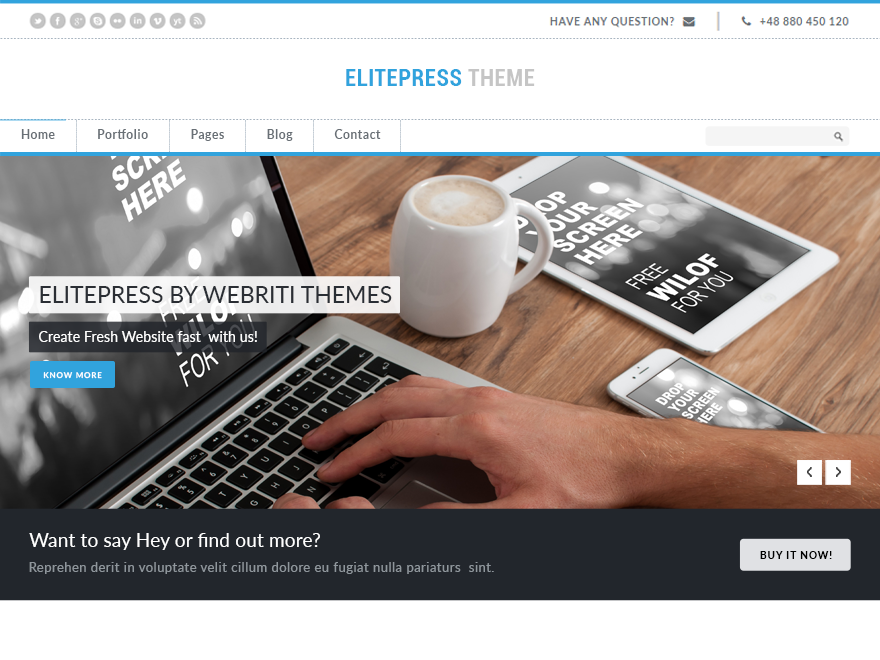 HAVE ANY QUESTION?
+48 880 450 120
ELITEPRESS THEME
Home
Portfolio
Pages
Blog
Contact
HERE
DROP
YOUR
SCREEN
HERE
FREE
WILOF
FOR YOU
ELITEPRESS BY WEBRITI THEMES
Create Fresh Website fast  with us!
FOR YOU
KNOW MORE
DROP
YOUR
SCREEN
HERE
Want to say Hey or find out more?
Reprehen derit in voluptate velit cillum dolore eu fugiat nulla pariaturs  sint.
BUY IT NOW!